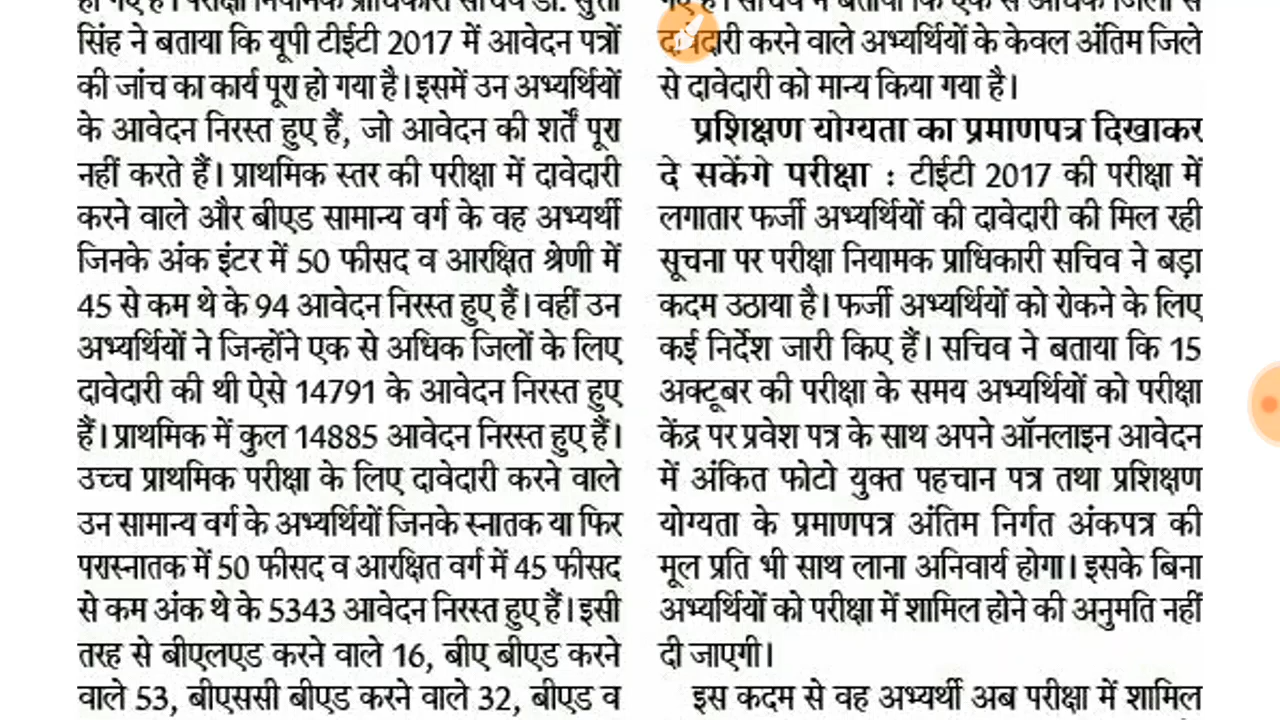 सिंह ने बताया कि यूपी टीईटी 2017 में आवेदन पत्रों
की जांच का कार्य पूरा हो गया है। इसमें उन अभ्यर्थियों
के आवेदन निरस्त हुए हैं, जो आवेदन की शर्तें पूरा
नहीं करते हैं। प्राथमिक स्तर की परीक्षा में दावेदारी
करने वाले और बीएड सामान्य वर्ग के वह अभ्यर्थी
जिनके अंक इंटर में 50 फीसद व आरक्षित श्रेणी में
45 से कम थे के 94 आवेदन निरस्त हुए हैं। वहीं उन
अभ्यर्थियों ने जिन्होंने एक से अधिक जिलों के लिए
दावेदारी की थी ऐसे 14791 के आवेदन निरस्त हुए
हैं। प्राथमिक में कुल 14885 आवेदन निरस्त हुए हैं।
उच्च प्राथमिक परीक्षा के लिए दावेदारी करने वाले
उन सामान्य वर्ग के अभ्यर्थियों जिनके स्नातक या फिर
परास्नातक में 50 फीसद व आरक्षित वर्ग में 45 फीसद
से कम अंक थे के 5343 आवेदन निरस्त हुए हैं। इसी
तरह से बीएलएड करने वाले 16, बीए बीएड करने
वाले 53, बीएससी बीएड करने वाले 32, बीएड व
दावेदारी करने वाले अभ्यर्थियों के केवल अंतिम जिले
से दावेदारी को मान्य किया गया है।
प्रशिक्षण योग्यता का प्रमाणपत्र दिखाकर
दे सकेंगे परीक्षा : टीईटी 2017 की परीक्षा में
लगातार फर्जी अभ्यर्थियों की दावेदारी की मिल रही
सूचना पर परीक्षा नियामक प्राधिकारी सचिव ने बड़ा
कदम उठाया है। फर्जी अभ्यर्थियों को रोकने के लिए
कई निर्देश जारी किए हैं। सचिव ने बताया कि 15
अक्टूबर की परीक्षा के समय अभ्यर्थियों को परीक्षा
केंद्र पर प्रवेश पत्र के साथ अपने ऑनलाइन आवेदन
में अंकित फोटो युक्त पहचान पत्र तथा प्रशिक्षण
योग्यता के प्रमाणपत्र अंतिम निर्गत अंकपत्र की
मूल प्रति भी साथ लाना अनिवार्य होगा। इसके बिना
अभ्यर्थियों को परीक्षा में शामिल होने की अनुमति नहीं
दी जाएगी।
इस कदम से वह अभ्यर्थी अब परीक्षा में शामिल